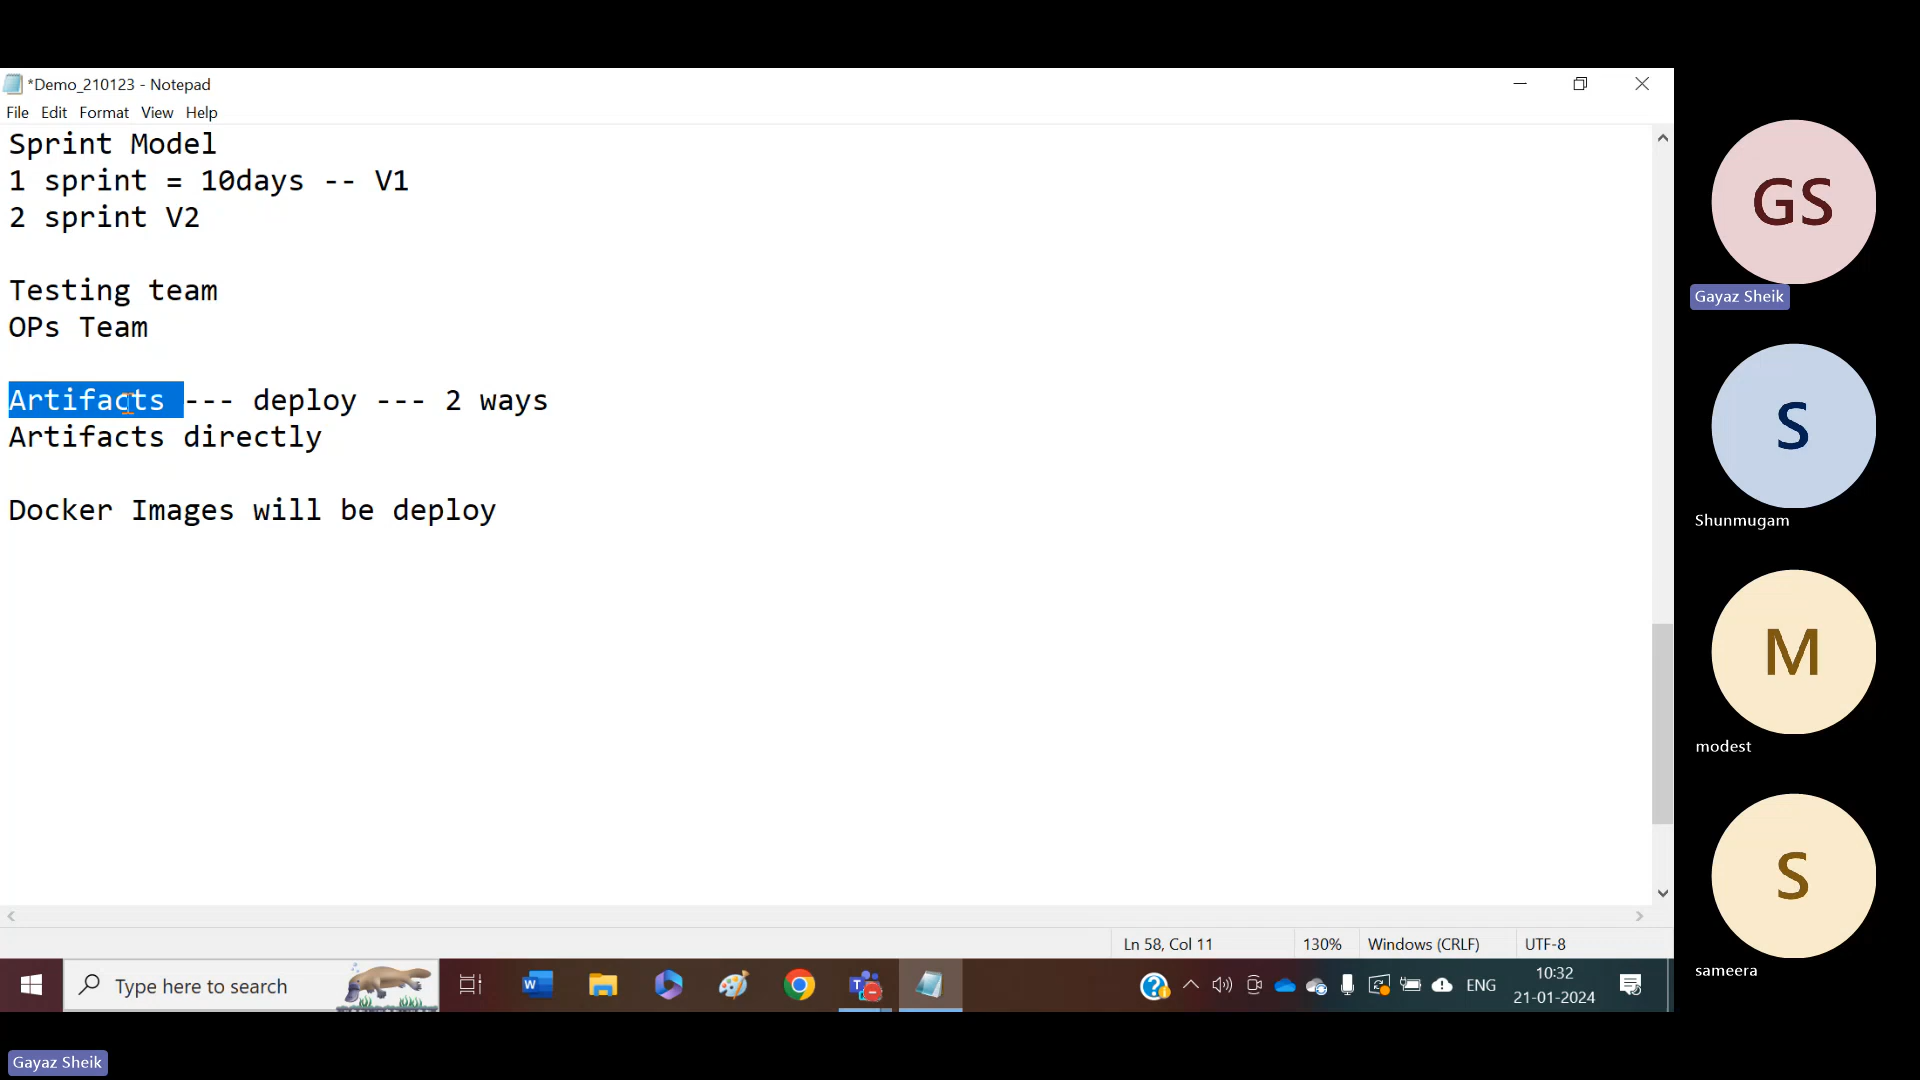 *Demo_210123 - Notepad
File Edit Format View Help
Sprint Model
1 sprint = 10days -- V1
2 sprint V2
Testing team
OPs Team
Artifacts --- deploy --- 2 ways
Artifacts directly
Docker Images will be deploy
Ln 58, Col 11 130% Windows (CRLF) UTF-8
Type here to search
ENG
10:32
21-01-2024
GS
Gayaz Sheik
S
Shunmugam
M
modest
S
sameera
Gayaz Sheik